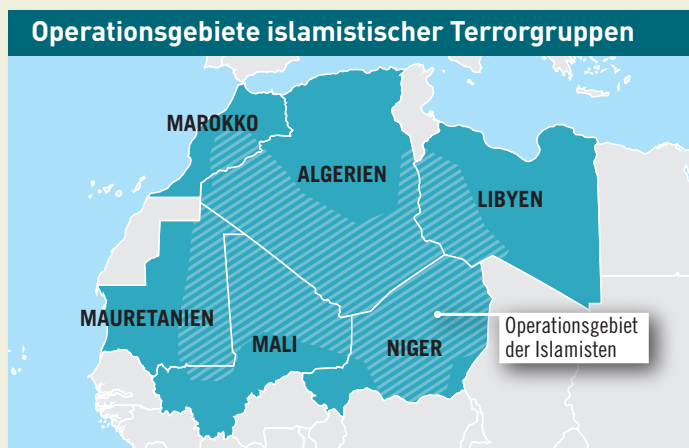 Operationsgebiete islamistischer Terrorgruppen
MAROKKO
ALGERIEN
LIBYEN
MAURETANIEN
MALI
NIGER
Operationsgebiet
der Islamisten